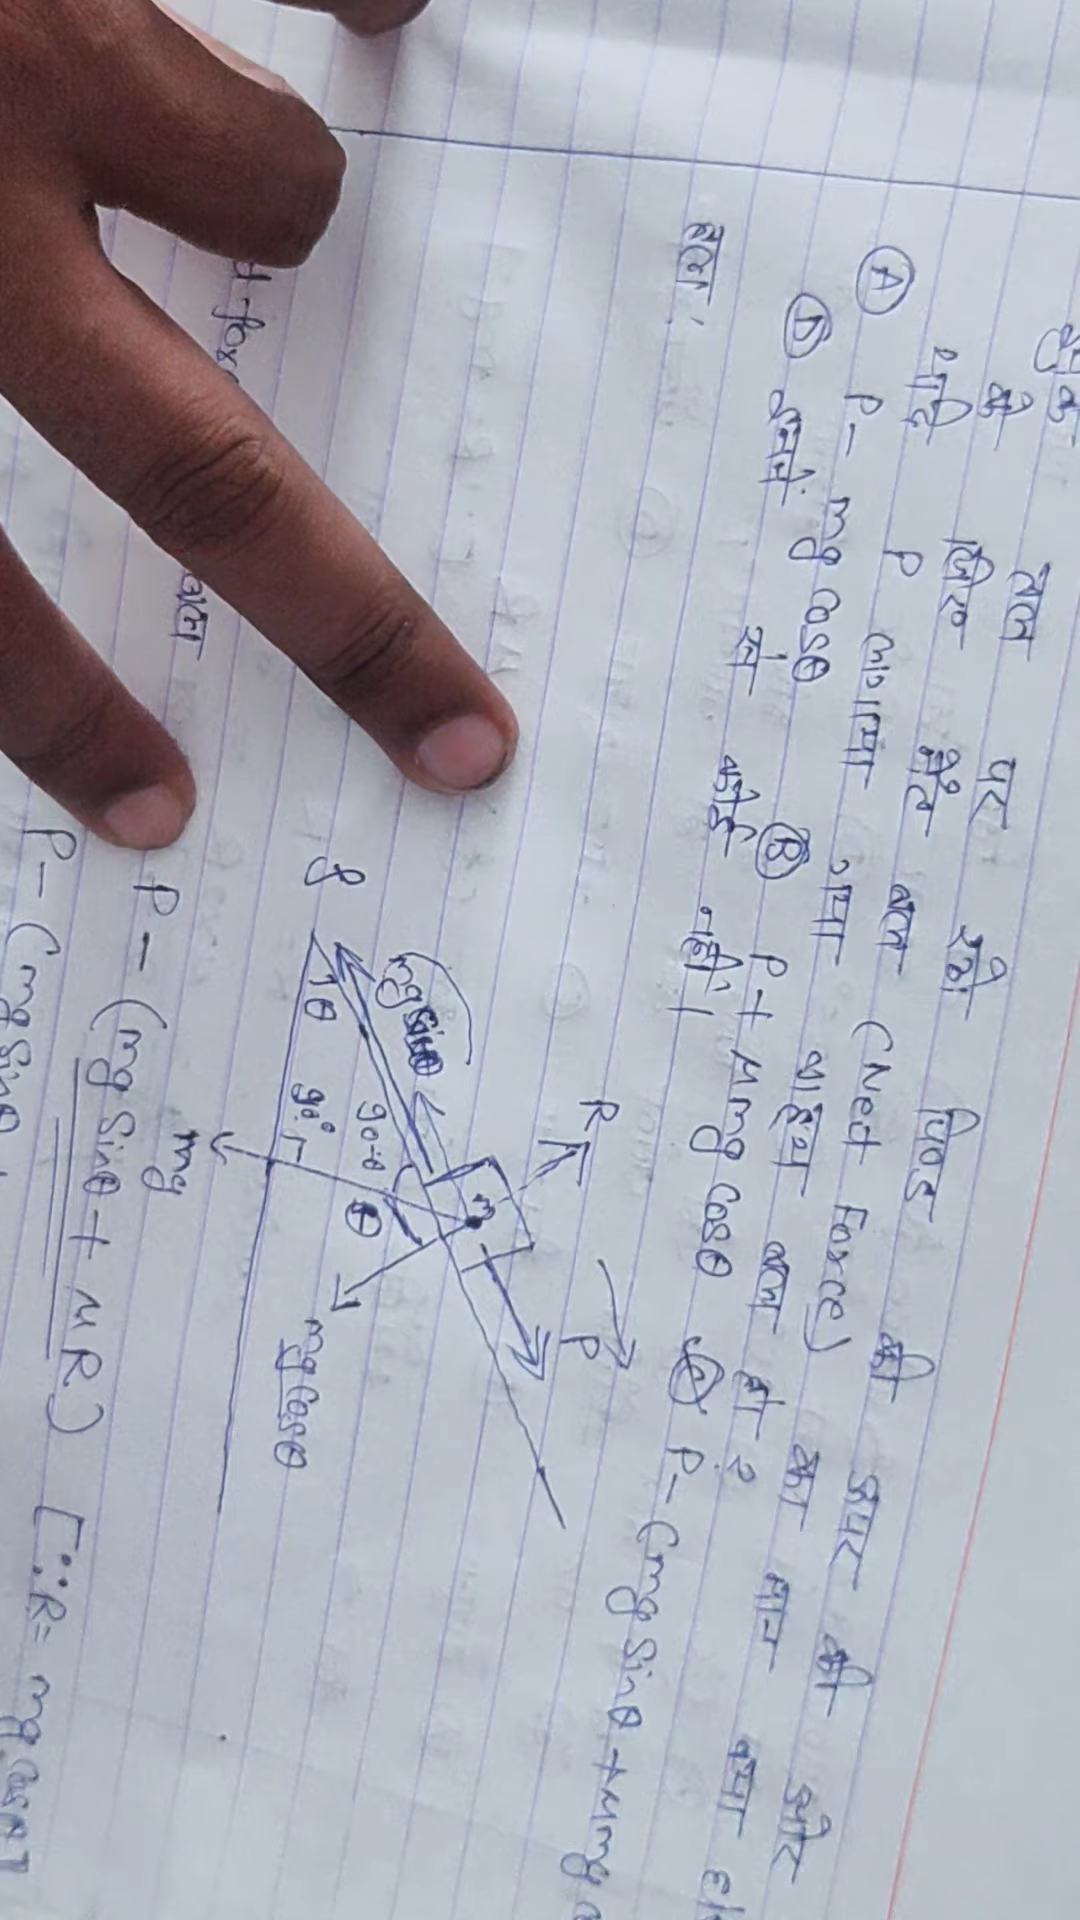 तल पर रखे पिण्ड को ऊपर की ओर
के लिए नेट बल (Net Force) का मान क्या
यदि P लगाया गया बाह्य बल हो ?
Ⓐ P - mg cosθ Ⓑ P + μmg cosθ Ⓒ P - (mg sinθ + μmg
Ⓓ इनमें से कोई नहीं।
हल :
R
P
mg sinθ
m
f
θ
90-θ
90°
θ
mg cosθ
mg
P - (mg sinθ + μR)
P - (mg sinθ
[∵ R = mg cosθ]